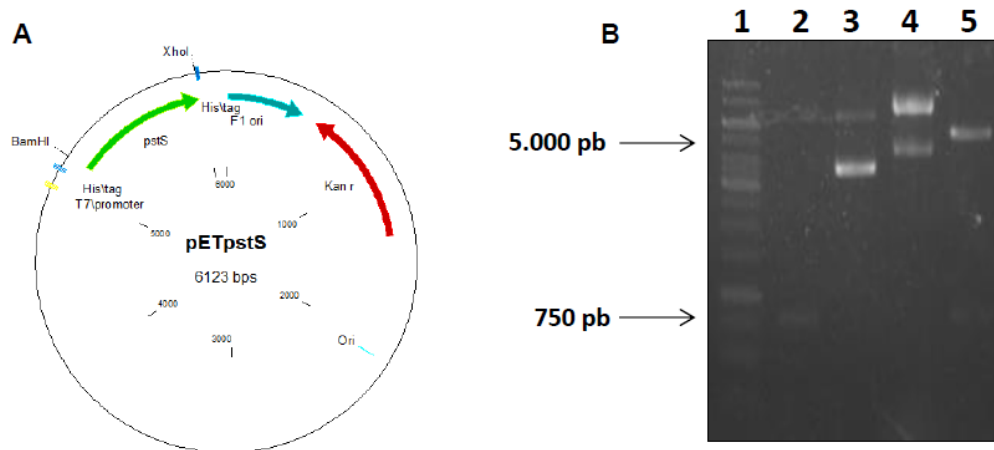 A
XhoI
His\tag
F1 ori
pstS
BamHI
His\tag
T7\promoter
Kan r
6000
1000
5000
pETpstS
6123 bps
2000
4000
3000
Ori
B
1 2 3 4 5
5.000 pb
750 pb